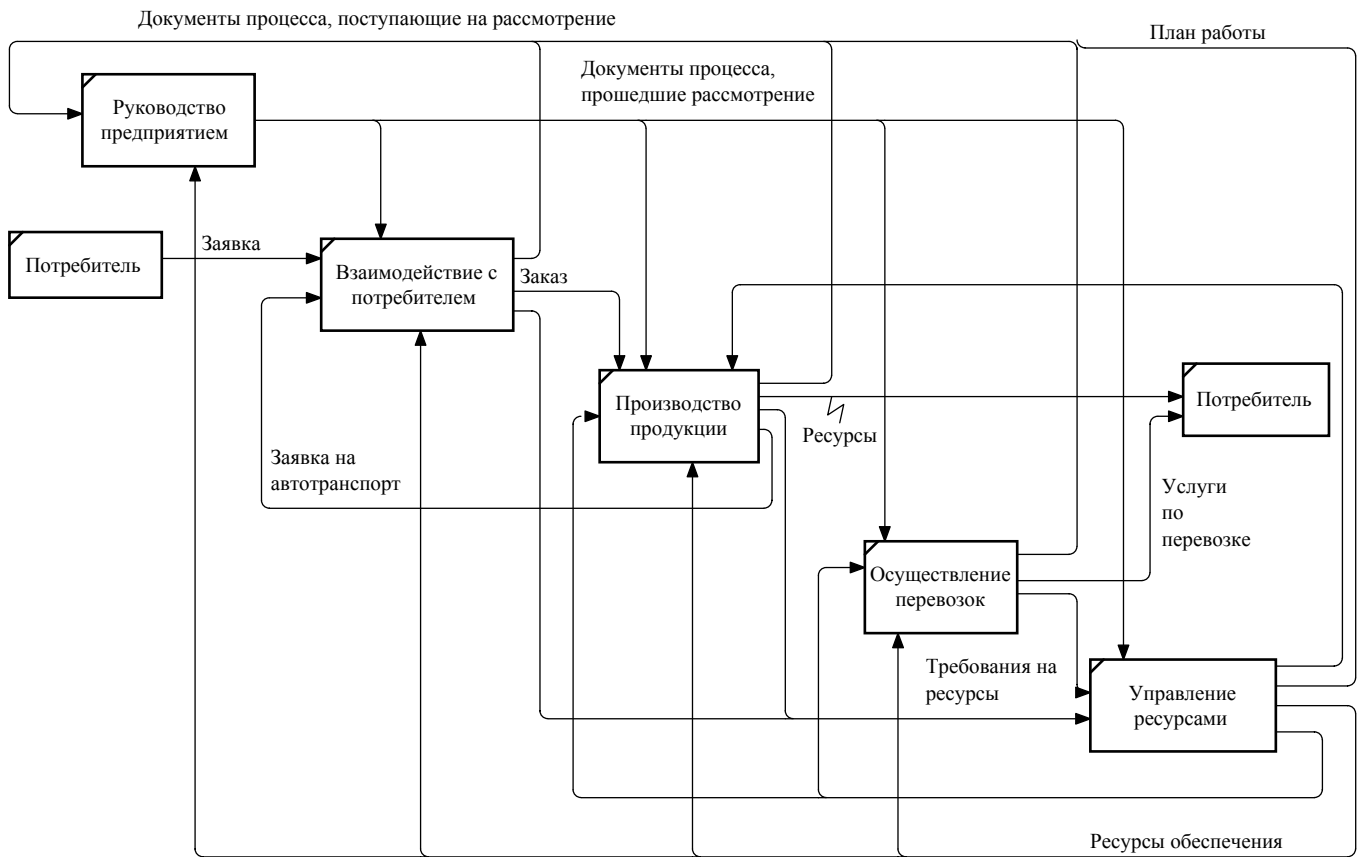 Документы процесса, поступающие на рассмотрение
План работы
Документы процесса,
прошедшие рассмотрение
Руководство
предприятием
Потребитель
Заявка
Взаимодействие с
потребителем
Заказ
Производство
продукции
Ресурсы
Потребитель
Заявка на
автотранспорт
Услуги
по
перевозке
Осуществление
перевозок
Требования на
ресурсы
Управление
ресурсами
Ресурсы обеспечения